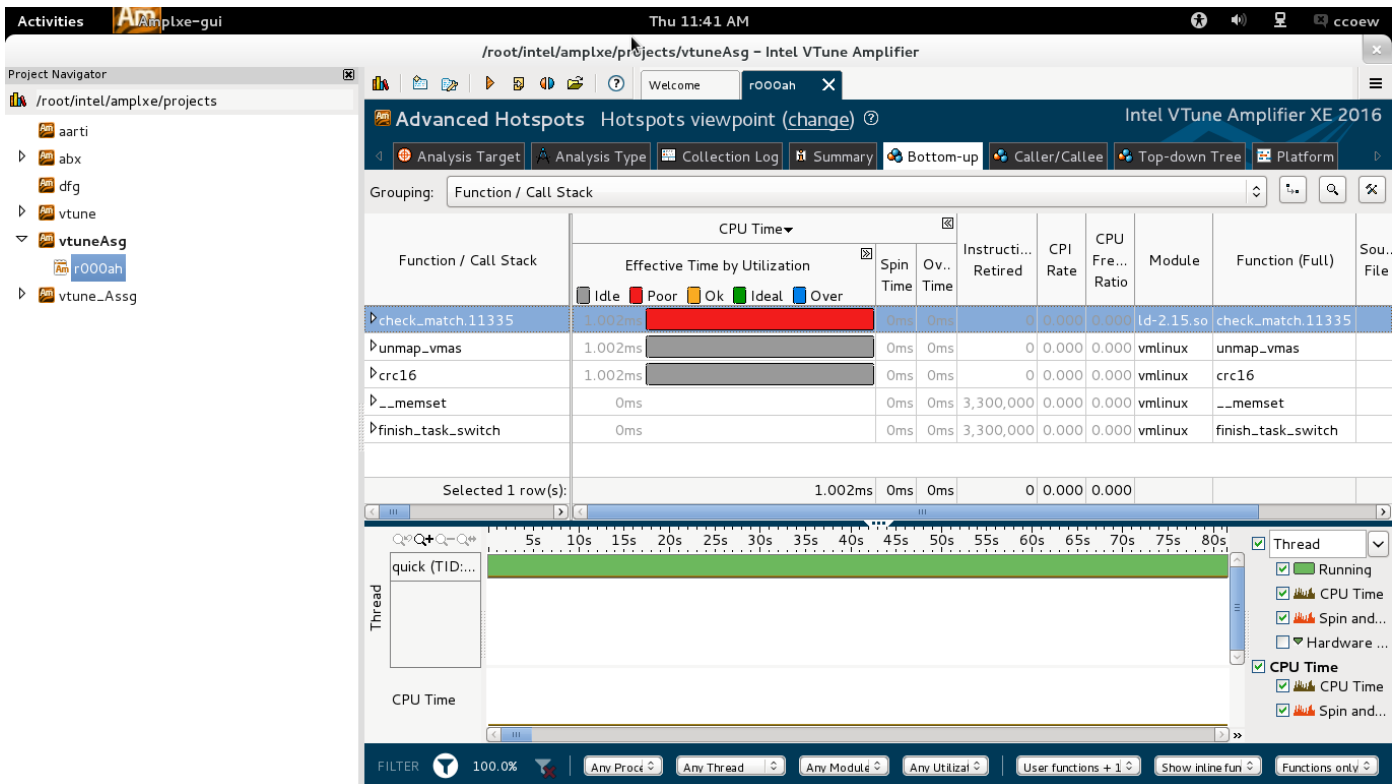 Activities Amplxe-gui Thu 11:41 AM ccoew
/root/intel/amplxe/projects/vtuneAsg - Intel VTune Amplifier
Project Navigator
/root/intel/amplxe/projects
aarti
abx
dfg
vtune
vtuneAsg
r000ah
vtune_Assg
Welcome r000ah
Advanced Hotspots Hotspots viewpoint (change) Intel VTune Amplifier XE 2016
Analysis Target Analysis Type Collection Log Summary Bottom-up Caller/Callee Top-down Tree Platform
Grouping: Function / Call Stack
Function / Call Stack
CPU Time
Effective Time by Utilization
Idle Poor Ok Ideal Over
Spin Time
Ov.. Time
Instructi... Retired
CPI Rate
CPU Fre... Ratio
Module
Function (Full)
Sou.. File
check_match.11335 1.002ms 0ms 0ms 0 0.000 0.000 ld-2.15.so check_match.11335
unmap_vmas 1.002ms 0ms 0ms 0 0.000 0.000 vmlinux unmap_vmas
crc16 1.002ms 0ms 0ms 0 0.000 0.000 vmlinux crc16
__memset 0ms 0ms 0ms 3,300,000 0.000 0.000 vmlinux __memset
finish_task_switch 0ms 0ms 0ms 3,300,000 0.000 0.000 vmlinux finish_task_switch
Selected 1 row(s): 1.002ms 0ms 0ms 0 0.000 0.000
5s 10s 15s 20s 25s 30s 35s 40s 45s 50s 55s 60s 65s 70s 75s 80s
Thread
quick (TID:...
CPU Time
Thread
Running
CPU Time
Spin and...
Hardware ...
CPU Time
CPU Time
Spin and...
FILTER 100.0% Any Proce Any Thread Any Module Any Utilizat User functions + 1 Show inline fun Functions only